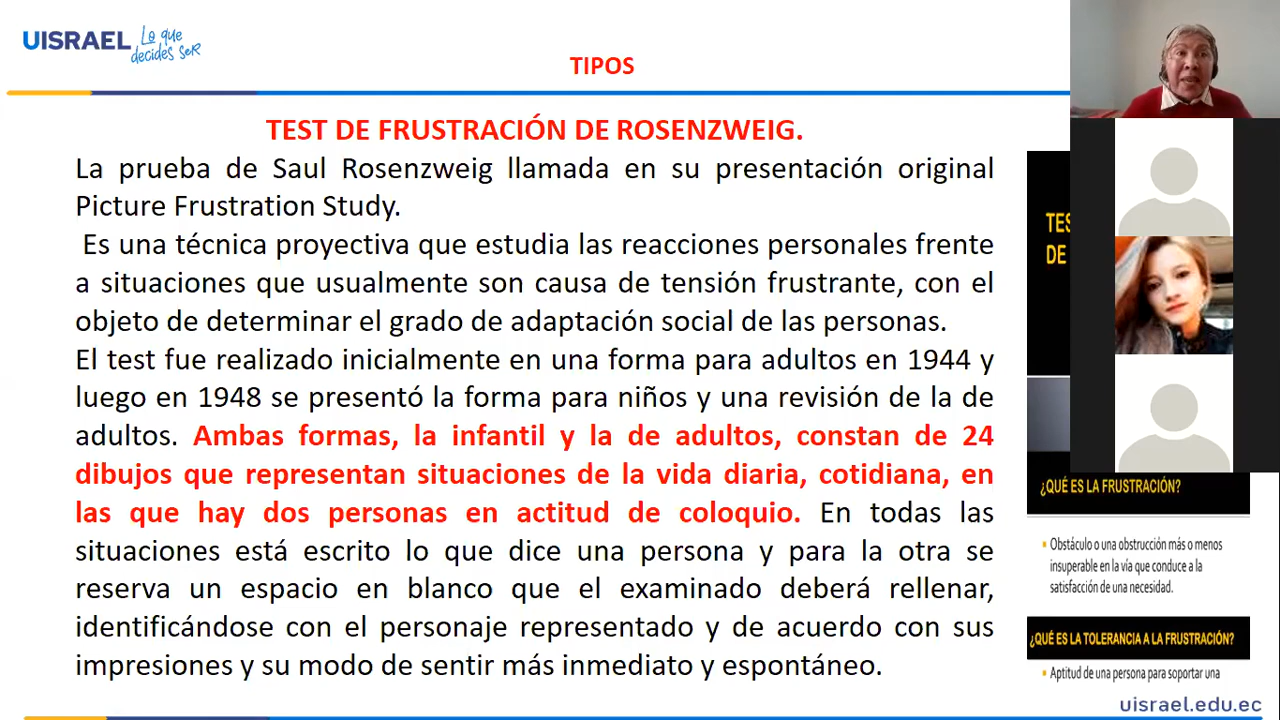 UISRAEL Lo que
decides seR
TIPOS
TEST DE FRUSTRACIÓN DE ROSENZWEIG.
La prueba de Saul Rosenzweig llamada en su presentación original
Picture Frustration Study.
Es una técnica proyectiva que estudia las reacciones personales frente
a situaciones que usualmente son causa de tensión frustrante, con el
objeto de determinar el grado de adaptación social de las personas.
El test fue realizado inicialmente en una forma para adultos en 1944 y
luego en 1948 se presentó la forma para niños y una revisión de la de
adultos. Ambas formas, la infantil y la de adultos, constan de 24
dibujos que representan situaciones de la vida diaria, cotidiana, en
las que hay dos personas en actitud de coloquio. En todas las
situaciones está escrito lo que dice una persona y para la otra se
reserva un espacio en blanco que el examinado deberá rellenar,
identificándose con el personaje representado y de acuerdo con sus
impresiones y su modo de sentir más inmediato y espontáneo.
TES
DE
¿QUÉ ES LA FRUSTRACIÓN?
Obstáculo o una obstrucción más o menos
insuperable en la vía que conduce a la
satisfacción de una necesidad.
¿QUÉ ES LA TOLERANCIA A LA FRUSTRACIÓN?
Aptitud de una persona para soportar una
uisrael.edu.ec